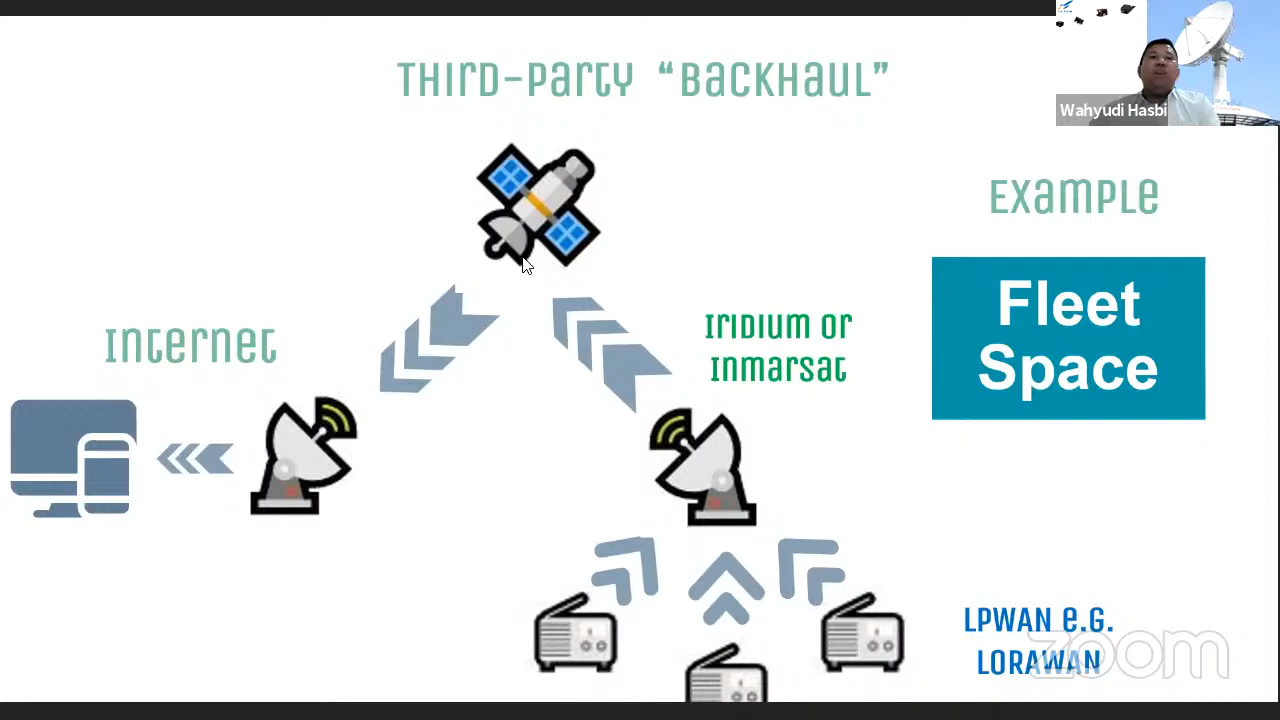 Third-Party “Backhaul”
Wahyudi Hasbi
Example
Fleet
Space
Iridium or
Inmarsat
Internet
LPWAN e.g.
LORAWAN
zoom